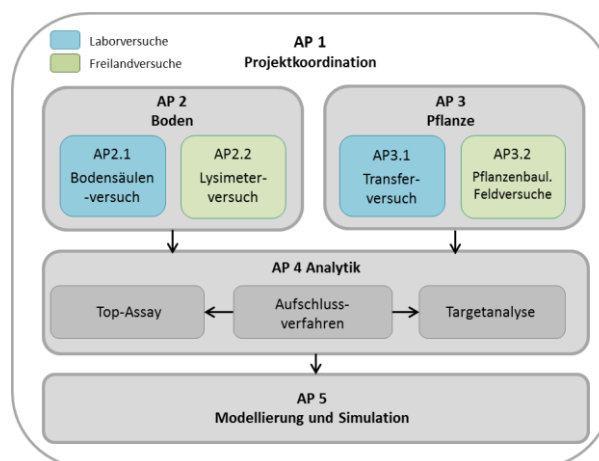 Laborversuche
Freilandversuche
AP 1
Projektkoordination
AP 2
Boden
AP2.1
Bodensäulen
-versuch
AP2.2
Lysimeter-
versuch
AP 3
Pflanze
AP3.1
Transfer-
versuch
AP3.2
Pflanzenbaul.
Feldversuche
AP 4 Analytik
Top-Assay
Aufschluss-
verfahren
Targetanalyse
AP 5
Modellierung und Simulation